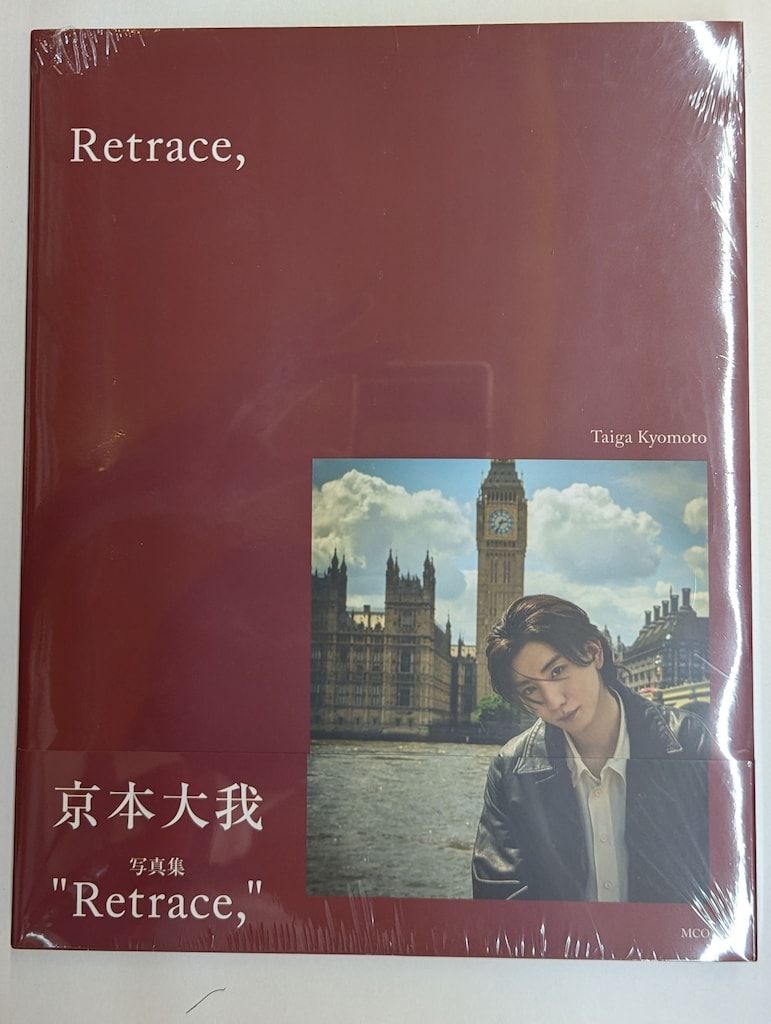 Retrace,
Taiga Kyomoto
京本大我
写真集
"Retrace,"
MCO